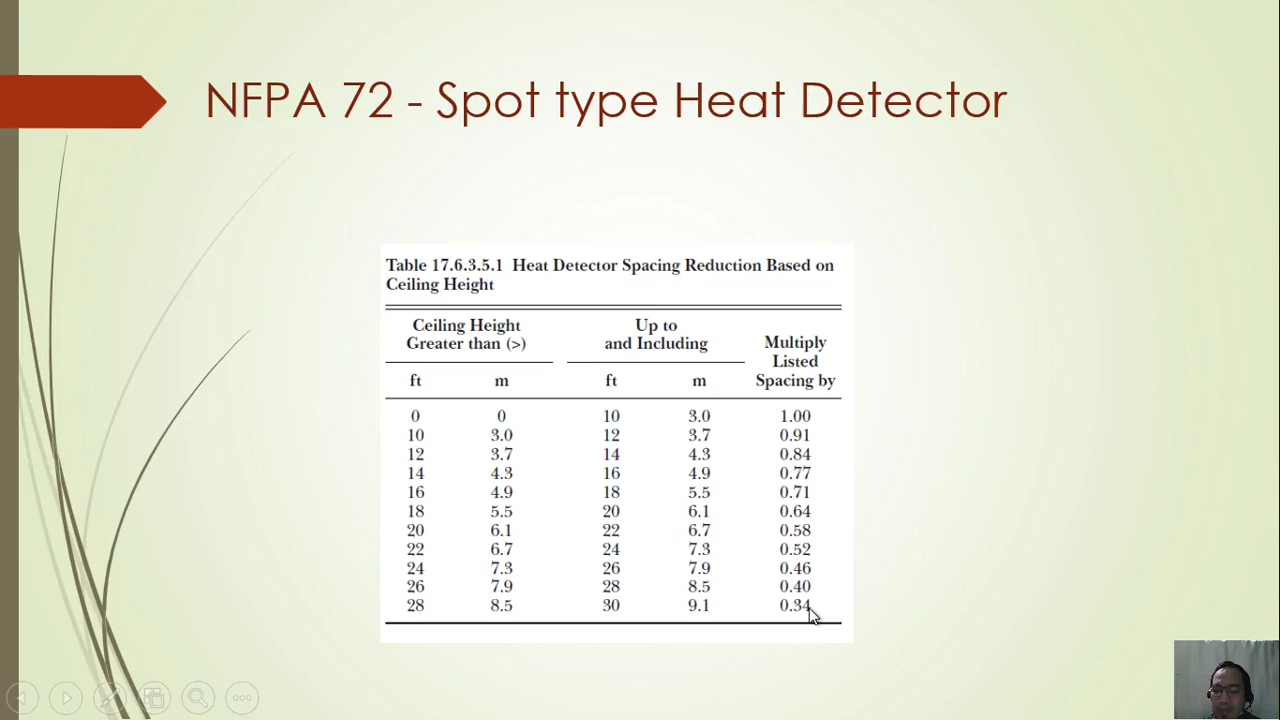 NFPA 72 - Spot type Heat Detector
Table 17.6.3.5.1 Heat Detector Spacing Reduction Based on
Ceiling Height
Ceiling Height
Greater than (>)
Up to
and Including
Multiply
Listed
Spacing by
ft m ft m
0 0 10 3.0 1.00
10 3.0 12 3.7 0.91
12 3.7 14 4.3 0.84
14 4.3 16 4.9 0.77
16 4.9 18 5.5 0.71
18 5.5 20 6.1 0.64
20 6.1 22 6.7 0.58
22 6.7 24 7.3 0.52
24 7.3 26 7.9 0.46
26 7.9 28 8.5 0.40
28 8.5 30 9.1 0.34